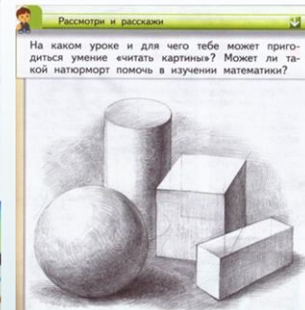 Рассмотри и расскажи
На каком уроке и для чего тебе может приго-
диться умение «читать картины»? Может ли та-
кой натюрморт помочь в изучении математики?